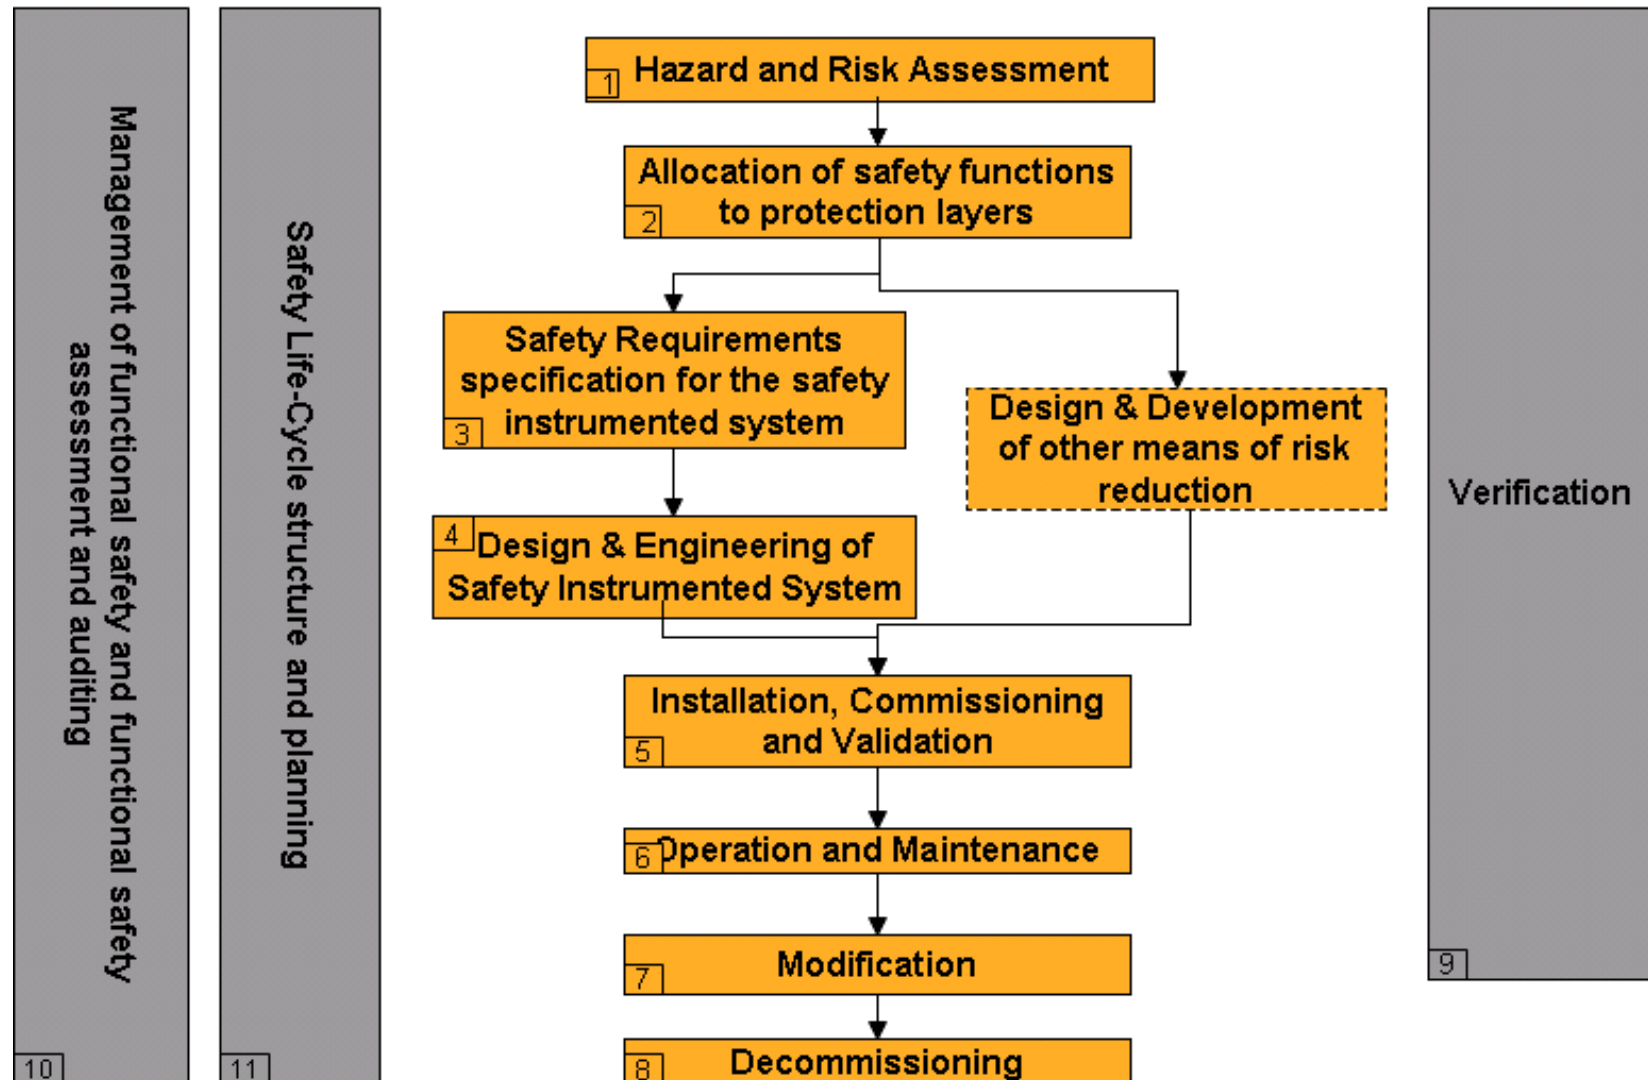 Management of functional safety and functional safety
assessment and auditing
10
Safety Life-Cycle structure and planning
11
Hazard and Risk Assessment
1
Allocation of safety functions
to protection layers
2
Safety Requirements
specification for the safety
instrumented system
3
Design & Development
of other means of risk
reduction
4
Design & Engineering of
Safety Instrumented System
Installation, Commissioning
and Validation
5
6
Operation and Maintenance
Modification
7
Decommissioning
8
Verification
9